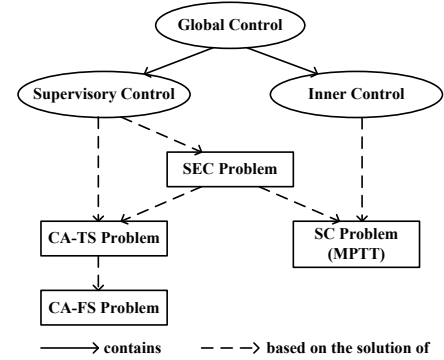 Global Control
Supervisory Control
Inner Control
SEC Problem
CA-TS Problem
SC Problem
(MPTT)
CA-FS Problem
contains
based on the solution of